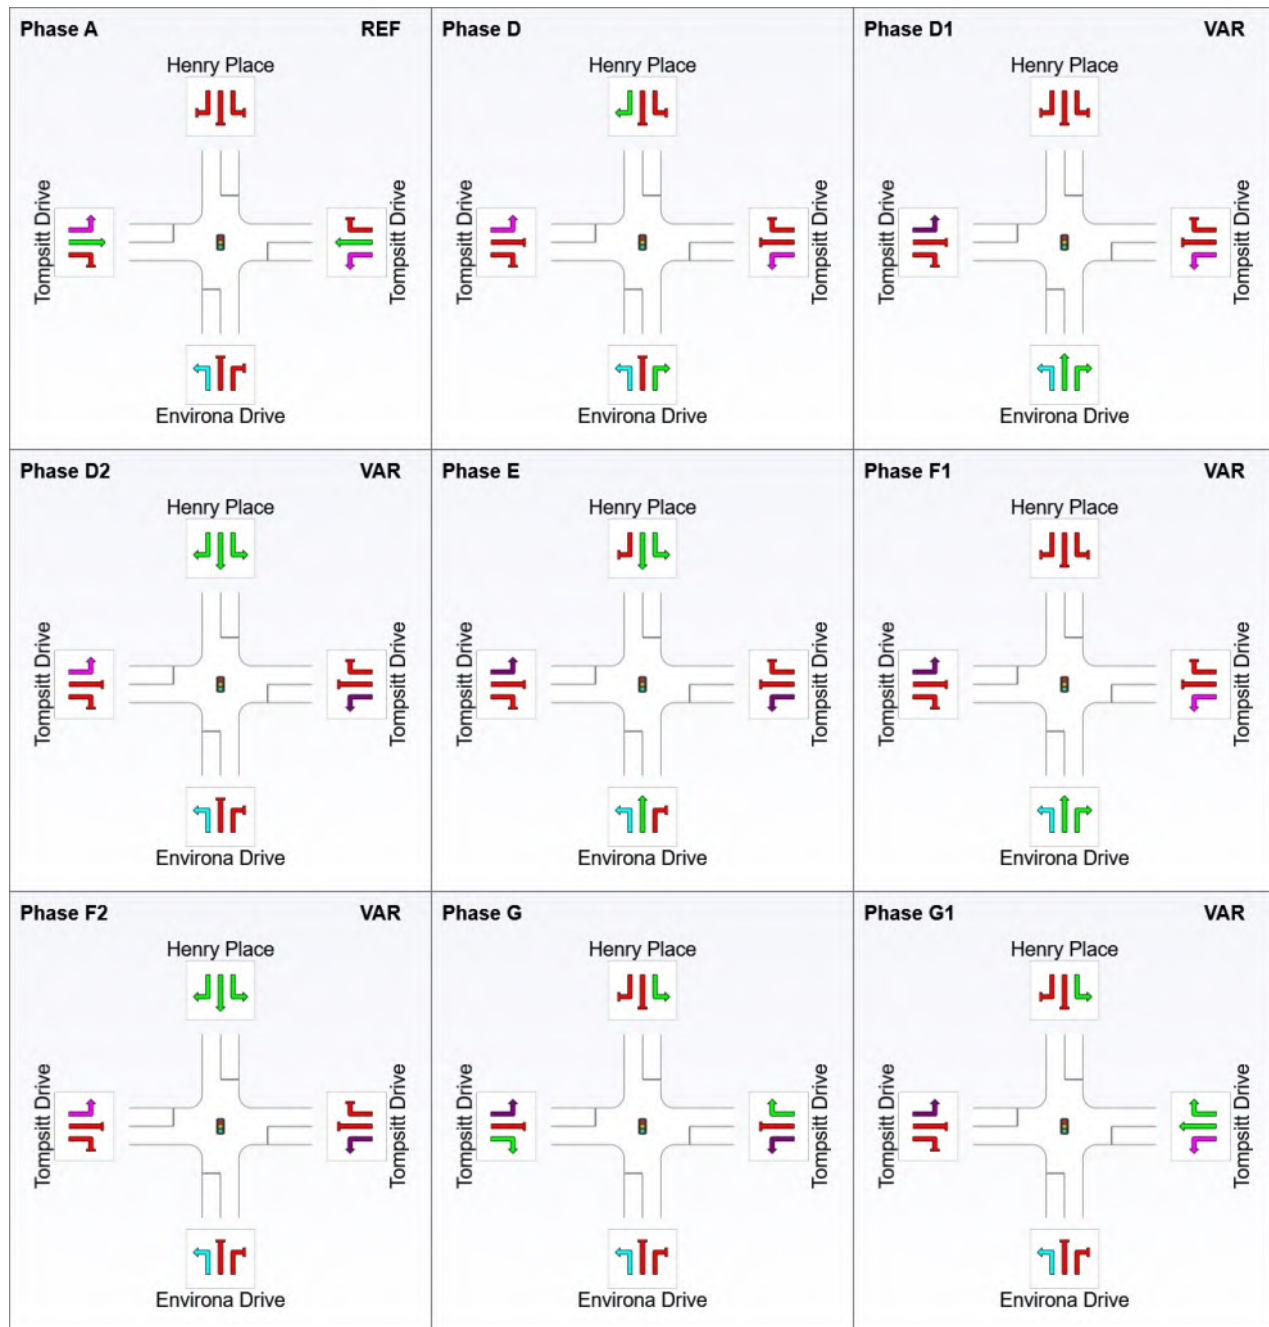 Phase A REF
Henry Place
Tompsitt Drive
Tompsitt Drive
Environa Drive
Phase D
Henry Place
Tompsitt Drive
Tompsitt Drive
Environa Drive
Phase D1 VAR
Henry Place
Tompsitt Drive
Tompsitt Drive
Environa Drive
Phase D2 VAR
Henry Place
Tompsitt Drive
Tompsitt Drive
Environa Drive
Phase E
Henry Place
Tompsitt Drive
Tompsitt Drive
Environa Drive
Phase F1 VAR
Henry Place
Tompsitt Drive
Tompsitt Drive
Environa Drive
Phase F2 VAR
Henry Place
Tompsitt Drive
Tompsitt Drive
Environa Drive
Phase G
Henry Place
Tompsitt Drive
Tompsitt Drive
Environa Drive
Phase G1 VAR
Henry Place
Tompsitt Drive
Tompsitt Drive
Environa Drive